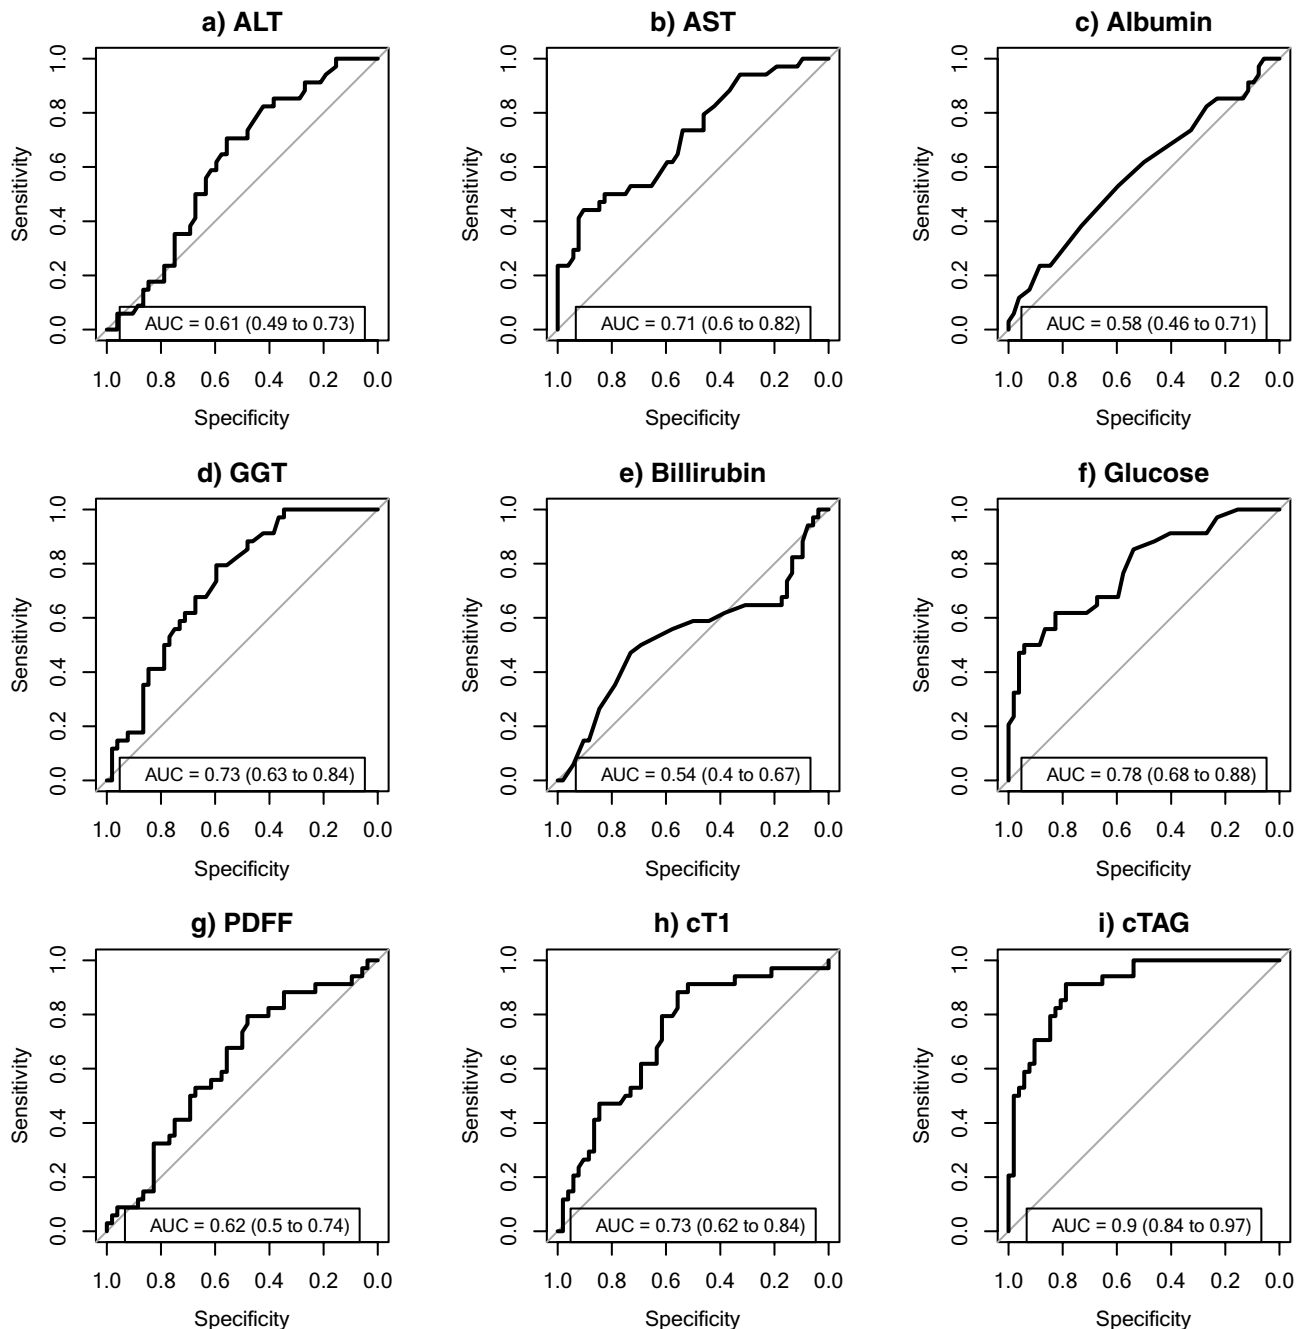 a) ALT
1.0
0.8
0.6
0.4
0.2
0.0
Sensitivity
AUC = 0.61 (0.49 to 0.73)
1.0 0.8 0.6 0.4 0.2 0.0
Specificity
b) AST
1.0
0.8
0.6
0.4
0.2
0.0
Sensitivity
AUC = 0.71 (0.6 to 0.82)
1.0 0.8 0.6 0.4 0.2 0.0
Specificity
c) Albumin
1.0
0.8
0.6
0.4
0.2
0.0
Sensitivity
AUC = 0.58 (0.46 to 0.71)
1.0 0.8 0.6 0.4 0.2 0.0
Specificity
d) GGT
1.0
0.8
0.6
0.4
0.2
0.0
Sensitivity
AUC = 0.73 (0.63 to 0.84)
1.0 0.8 0.6 0.4 0.2 0.0
Specificity
e) Billirubin
1.0
0.8
0.6
0.4
0.2
0.0
Sensitivity
AUC = 0.54 (0.4 to 0.67)
1.0 0.8 0.6 0.4 0.2 0.0
Specificity
f) Glucose
1.0
0.8
0.6
0.4
0.2
0.0
Sensitivity
AUC = 0.78 (0.68 to 0.88)
1.0 0.8 0.6 0.4 0.2 0.0
Specificity
g) PDFF
1.0
0.8
0.6
0.4
0.2
0.0
Sensitivity
AUC = 0.62 (0.5 to 0.74)
1.0 0.8 0.6 0.4 0.2 0.0
Specificity
h) cT1
1.0
0.8
0.6
0.4
0.2
0.0
Sensitivity
AUC = 0.73 (0.62 to 0.84)
1.0 0.8 0.6 0.4 0.2 0.0
Specificity
i) cTAG
1.0
0.8
0.6
0.4
0.2
0.0
Sensitivity
AUC = 0.9 (0.84 to 0.97)
1.0 0.8 0.6 0.4 0.2 0.0
Specificity